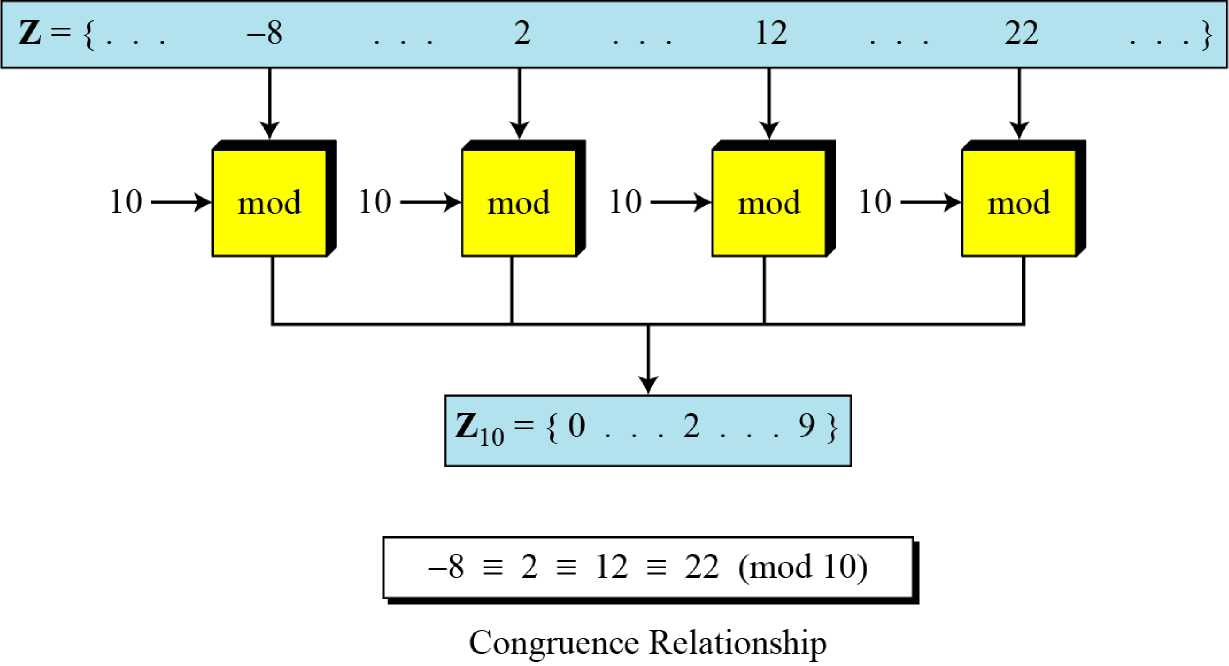 Z = { . . . −8 . . . 2 . . . 12 . . . 22 . . . }
10 mod 10 mod 10 mod 10 mod
Z10 = { 0 . . . 2 . . . 9 }
−8 ≡ 2 ≡ 12 ≡ 22 (mod 10)
Congruence Relationship